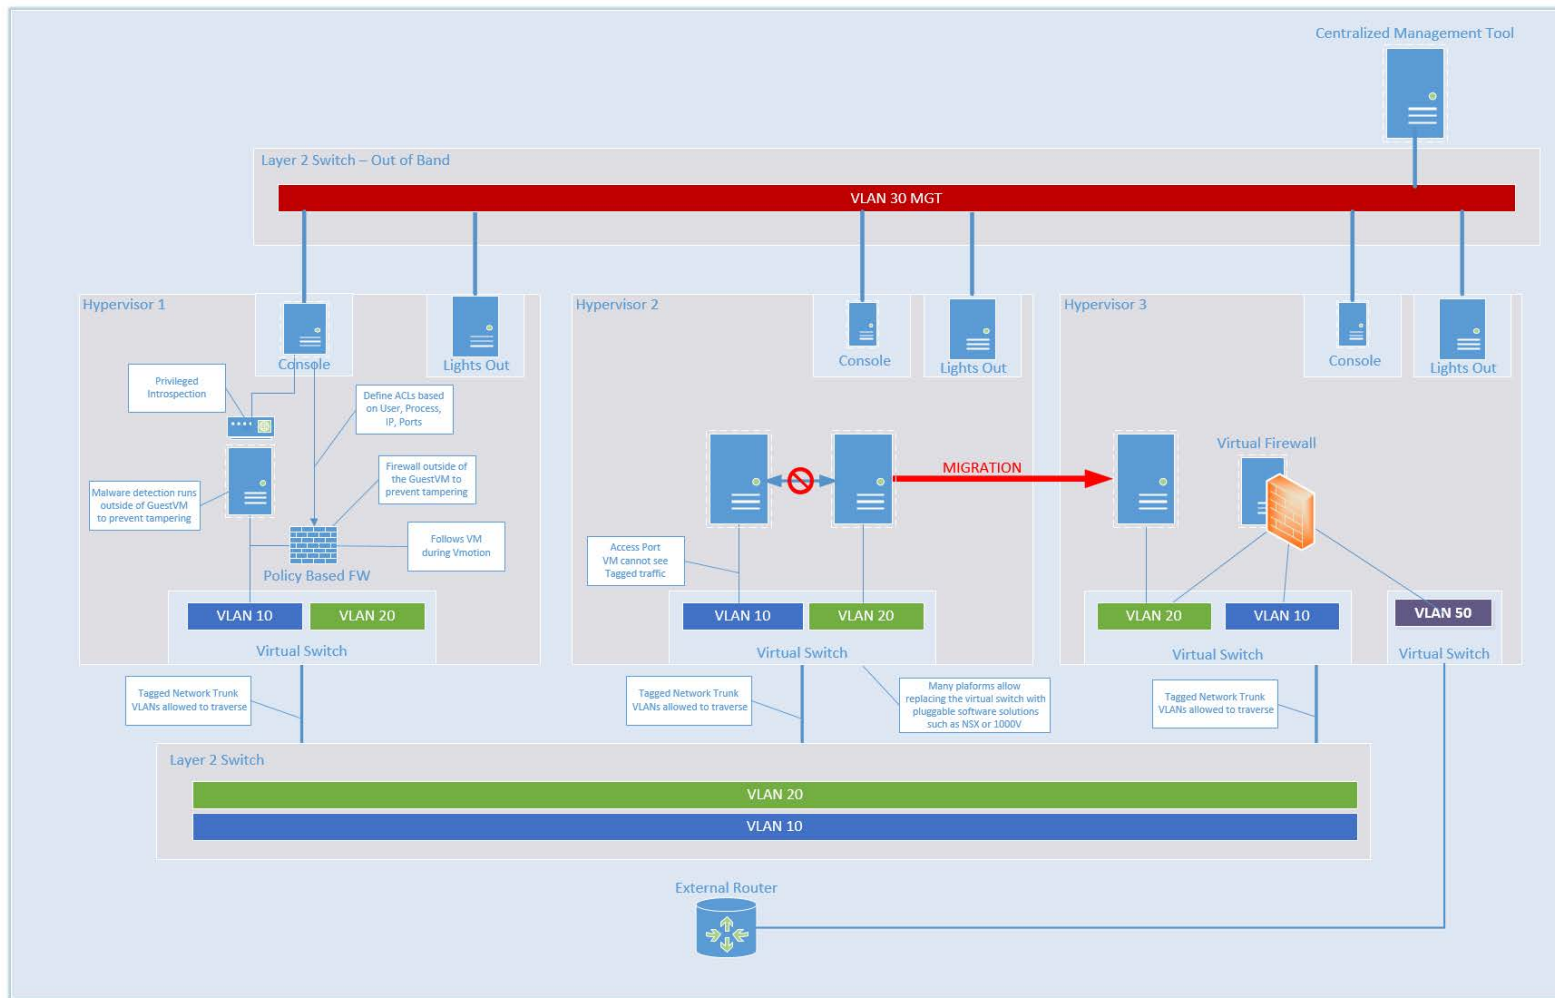 Centralized Management Tool
Layer 2 Switch – Out of Band
VLAN 30 MGT
Hypervisor 1
Console
Lights Out
Privileged
Introspection
Define ACLs based
on User, Process,
IP, Ports
Malware detection runs
outside of GuestVM
to prevent tampering
Firewall outside of
the GuestVM to
prevent tampering
Follows VM
during Vmotion
Policy Based FW
VLAN 10
VLAN 20
Virtual Switch
Hypervisor 2
Console
Lights Out
MIGRATION
Access Port
VM cannot see
Tagged traffic
VLAN 10
VLAN 20
Virtual Switch
Hypervisor 3
Console
Lights Out
Virtual Firewall
VLAN 20
VLAN 10
Virtual Switch
VLAN 50
Virtual Switch
Tagged Network Trunk
VLANs allowed to traverse
Tagged Network Trunk
VLANs allowed to traverse
Many plaforms allow
replacing the virtual switch with
pluggable software solutions
such as NSX or 1000V
Tagged Network Trunk
VLANs allowed to traverse
Layer 2 Switch
VLAN 20
VLAN 10
External Router